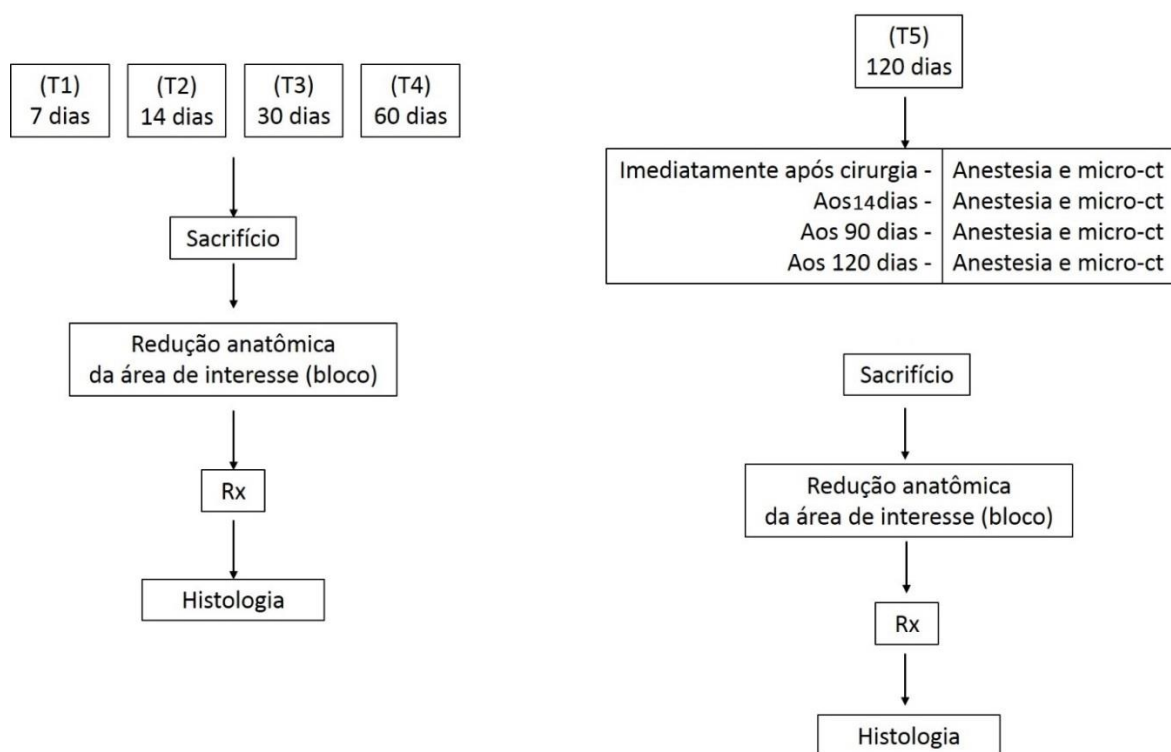 (T1)
7 dias
(T2)
14 dias
(T3)
30 dias
(T4)
60 dias
Sacrifício
Redução anatômica
da área de interesse (bloco)
Rx
Histologia
(T5)
120 dias
Imediatamente após cirurgia - Anestesia e micro-ct
Aos14dias - Anestesia e micro-ct
Aos 90 dias - Anestesia e micro-ct
Aos 120 dias - Anestesia e micro-ct
Sacrifício
Redução anatômica
da área de interesse (bloco)
Rx
Histologia